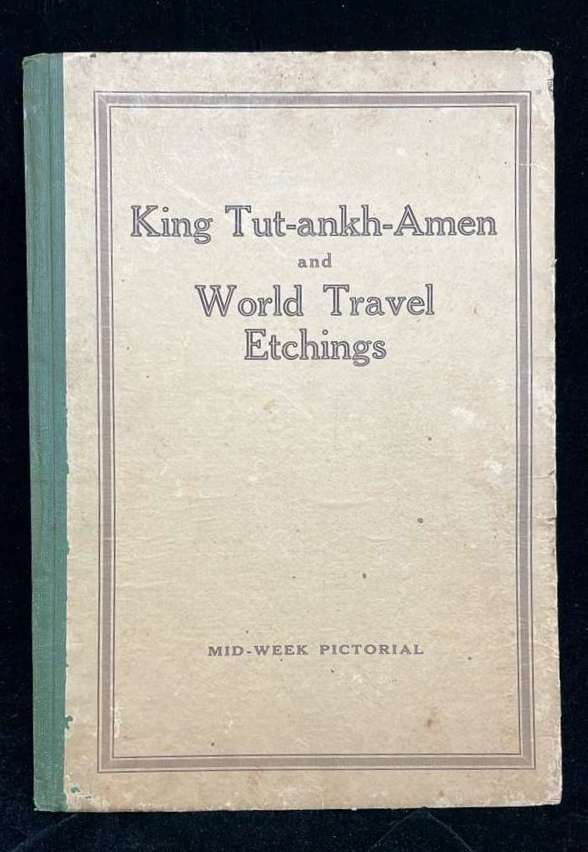 King Tut-ankh-Amen
and
World Travel
Etchings
MID-WEEK PICTORIAL